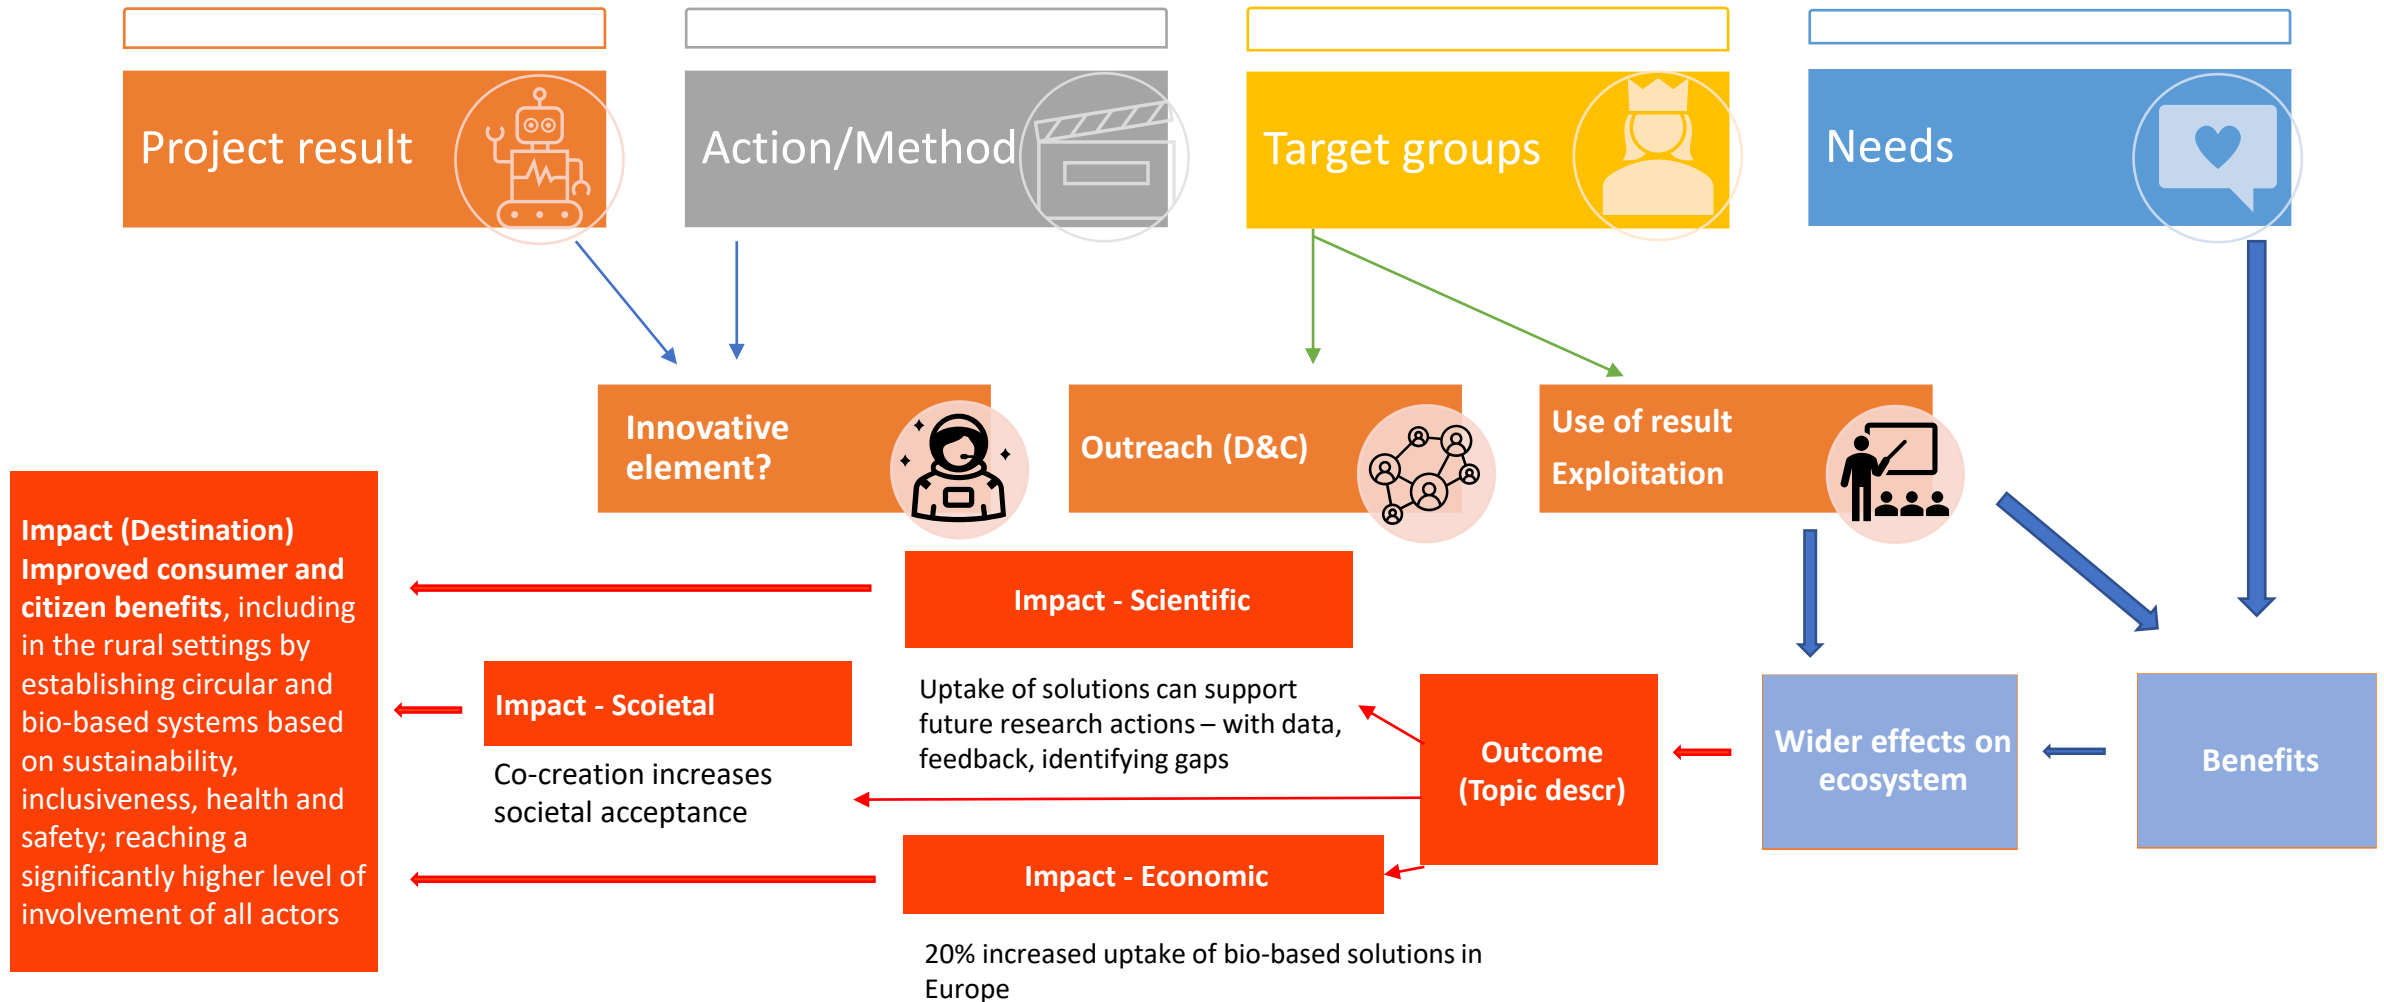 Project result
Action/Method
Target groups
Needs
Innovative
element?
Outreach (D&C)
Use of result
Exploitation
Impact (Destination)
Improved consumer and
citizen benefits, including
in the rural settings by
establishing circular and
bio-based systems based
on sustainability,
inclusiveness, health and
safety; reaching a
significantly higher level of
involvement of all actors
Impact - Scientific
Uptake of solutions can support
future research actions – with data,
feedback, identifying gaps
Impact - Scoietal
Co-creation increases
societal acceptance
Impact - Economic
20% increased uptake of bio-based solutions in
Europe
Outcome
(Topic descr)
Wider effects on
ecosystem
Benefits